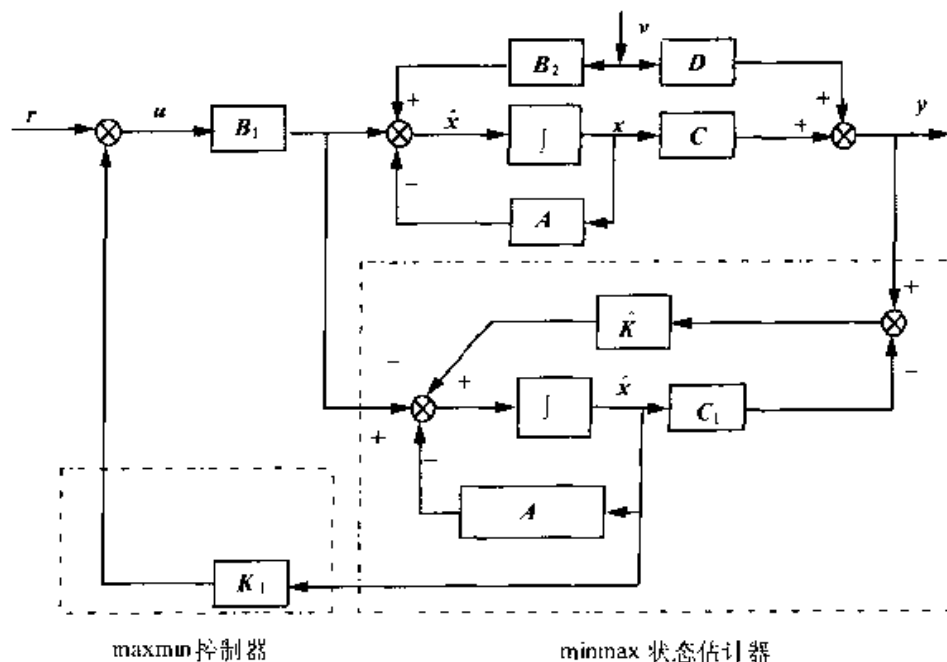 v
B₂
D
+
+
r
u
B₁
x̂
∫
x
C
+
y
−
A
+
K̂
−
+
−
x̂
∫
C₁
+
−
A
K₁
maxmin控制器
minmax 状态估计器